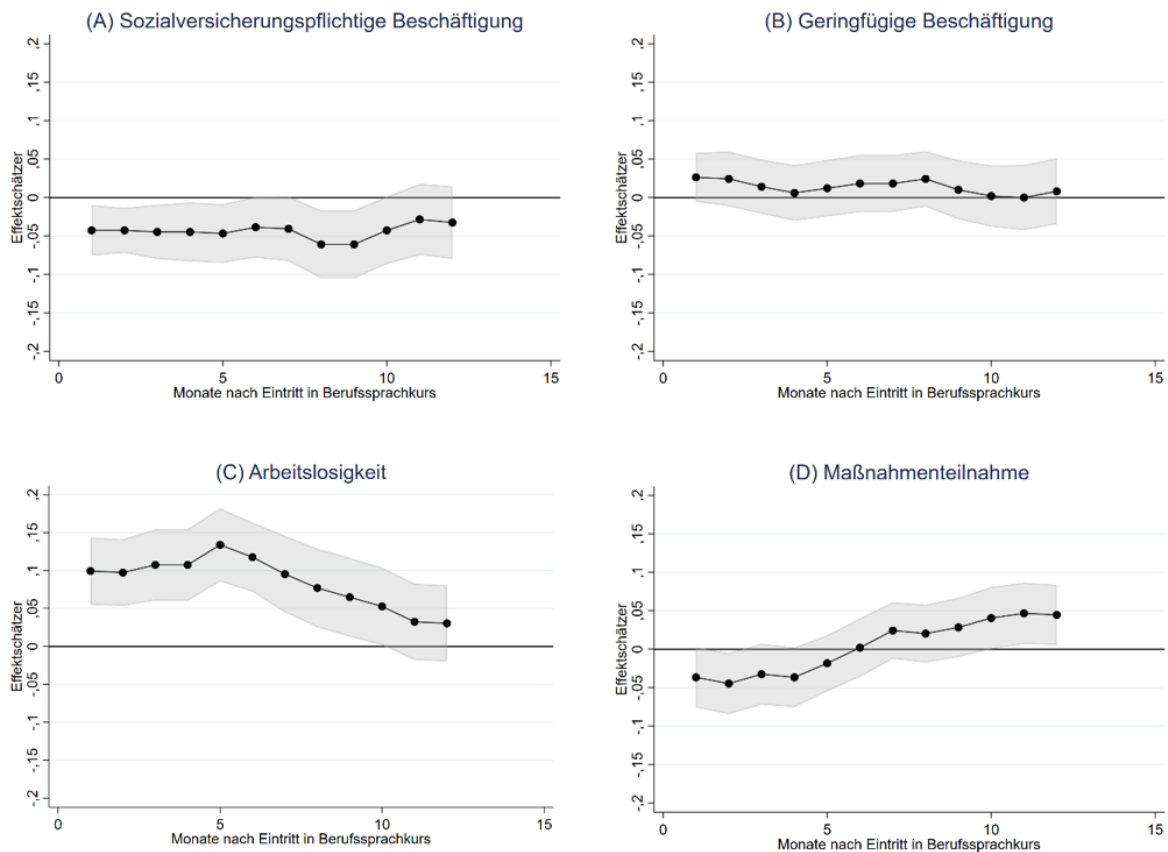 (A) Sozialversicherungspflichtige Beschäftigung
Effektschätzer
,2
,15
,1
,05
0
-,05
-,1
-,15
-,2
0 5 10 15
Monate nach Eintritt in Berufssprachkurs
(B) Geringfügige Beschäftigung
Effektschätzer
,2
,15
,1
,05
0
-,05
-,1
-,15
-,2
0 5 10 15
Monate nach Eintritt in Berufssprachkurs
(C) Arbeitslosigkeit
Effektschätzer
,2
,15
,1
,05
0
-,05
-,1
-,15
-,2
0 5 10 15
Monate nach Eintritt in Berufssprachkurs
(D) Maßnahmenteilnahme
Effektschätzer
,2
,15
,1
,05
0
-,05
-,1
-,15
-,2
0 5 10 15
Monate nach Eintritt in Berufssprachkurs